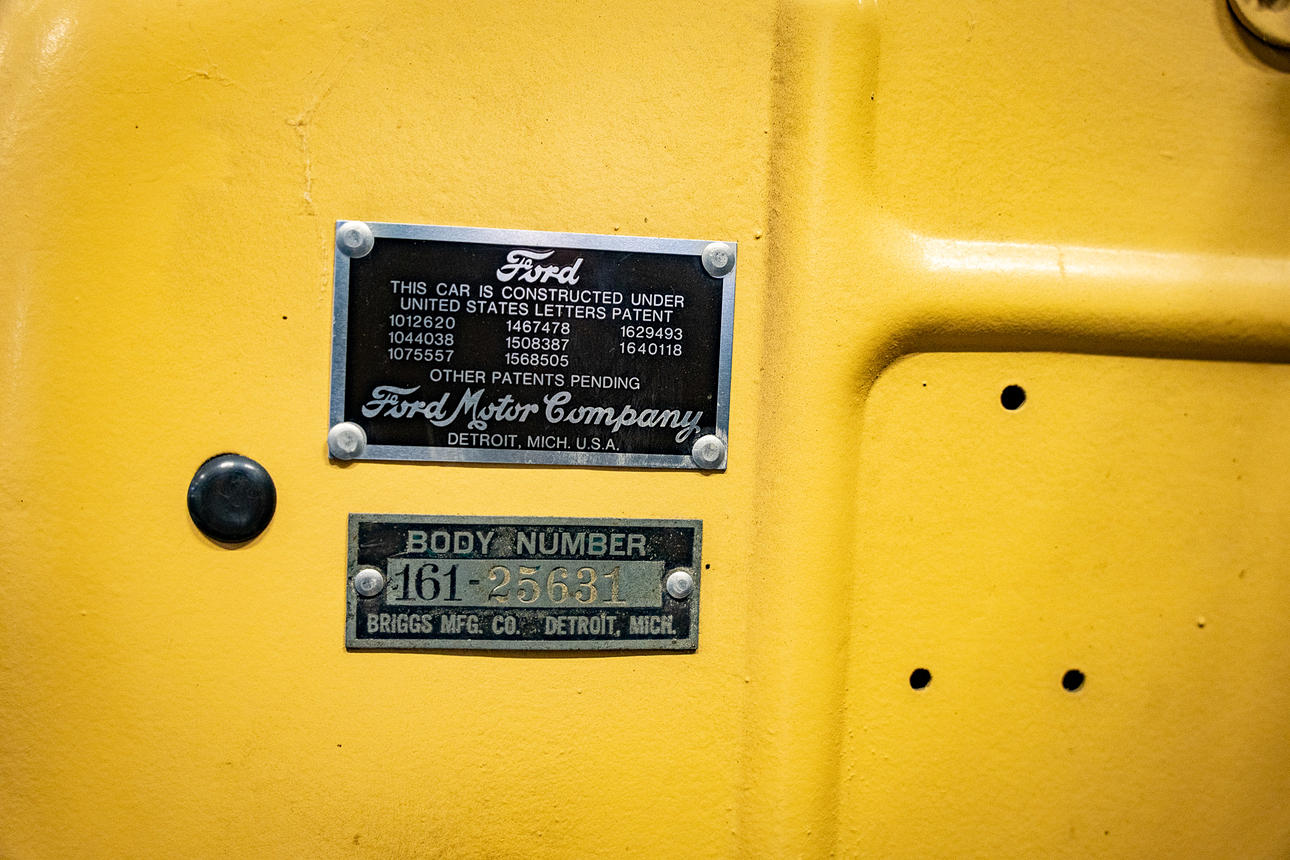 Ford
THIS CAR IS CONSTRUCTED UNDER
UNITED STATES LETTERS PATENT
1012620 1467478 1629493
1044038 1508387 1640118
1075557 1568505
OTHER PATENTS PENDING
Ford Motor Company
DETROIT, MICH. U.S.A.
BODY NUMBER
161-25631
BRIGGS MFG. CO. DETROIT, MICH.